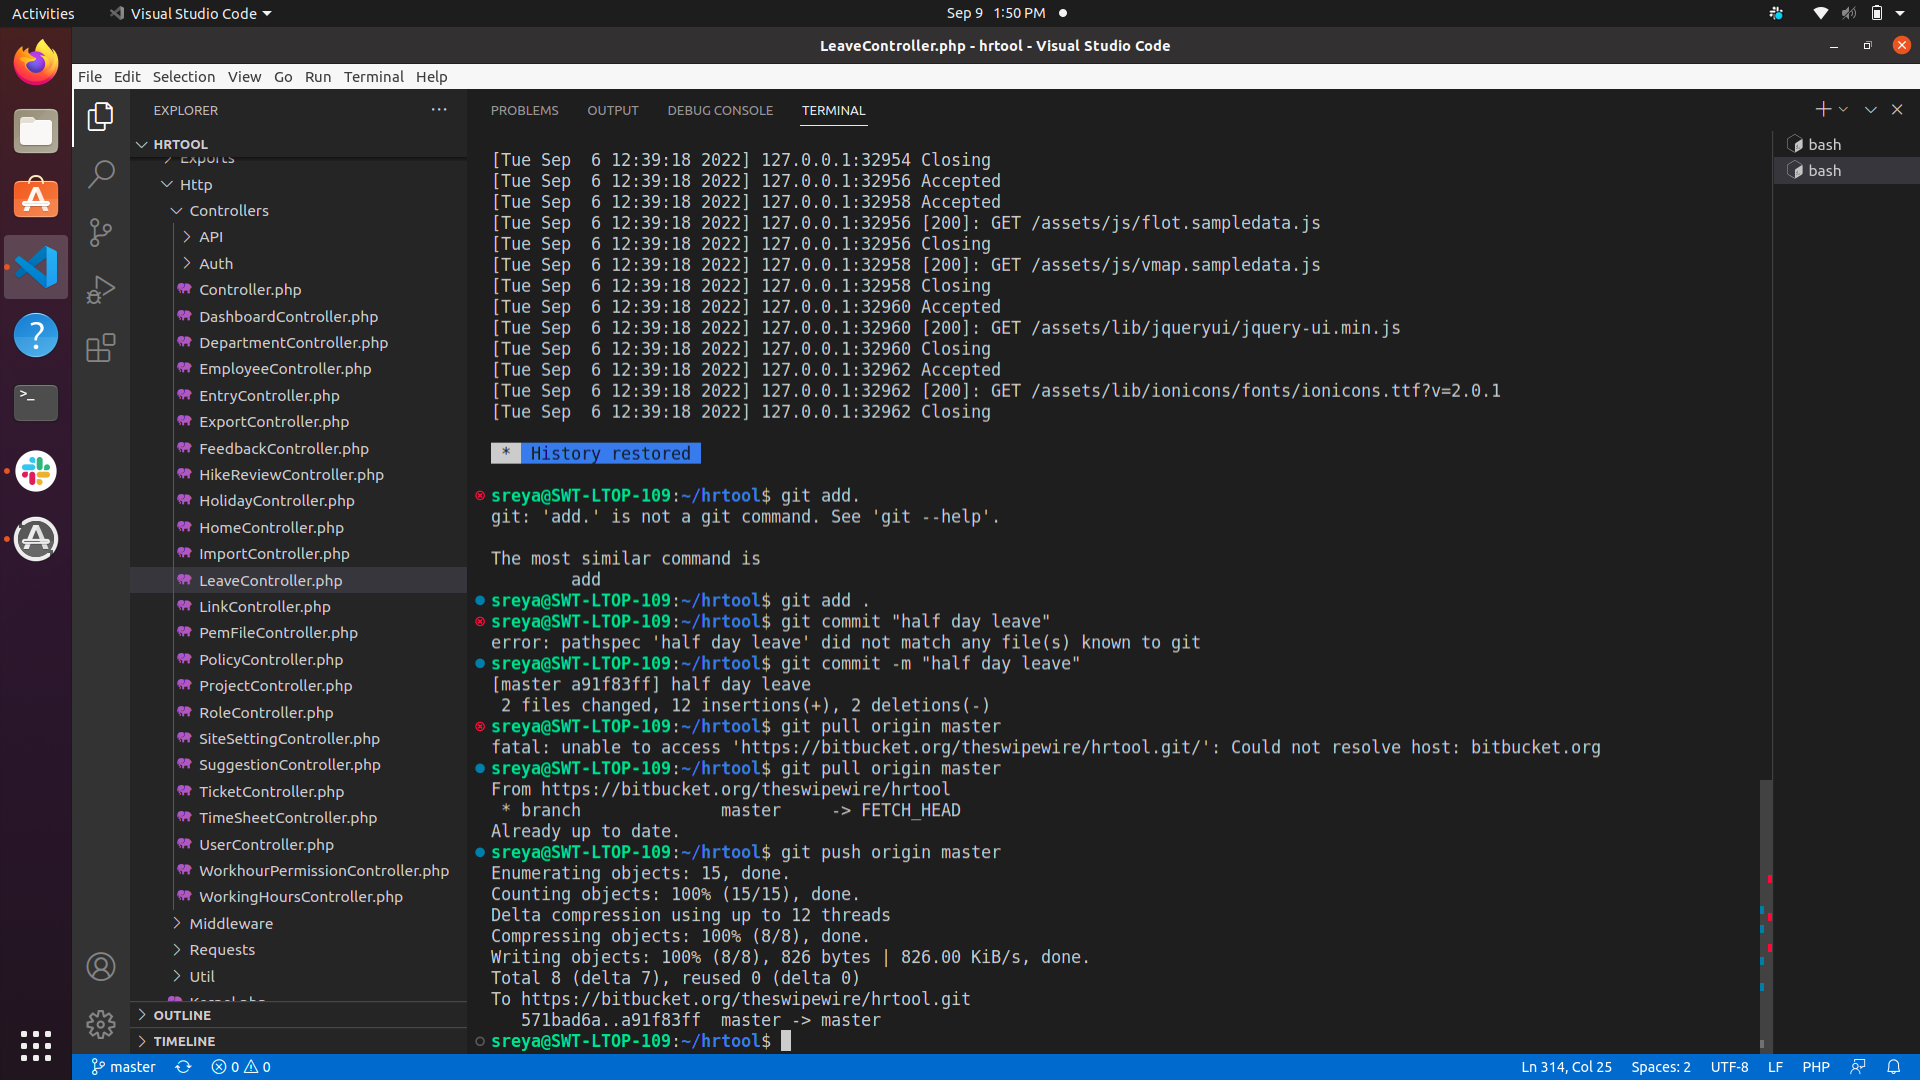 Activities
Visual Studio Code
Sep 9 1:50 PM
LeaveController.php - hrtool - Visual Studio Code
File Edit Selection View Go Run Terminal Help
EXPLORER
HRTOOL
Exports
Http
Controllers
API
Auth
Controller.php
DashboardController.php
DepartmentController.php
EmployeeController.php
EntryController.php
ExportController.php
FeedbackController.php
HikeReviewController.php
HolidayController.php
HomeController.php
ImportController.php
LeaveController.php
LinkController.php
PemFileController.php
PolicyController.php
ProjectController.php
RoleController.php
SiteSettingController.php
SuggestionController.php
TicketController.php
TimeSheetController.php
UserController.php
WorkhourPermissionController.php
WorkingHoursController.php
Middleware
Requests
Util
Kernel.php
OUTLINE
TIMELINE
PROBLEMS OUTPUT DEBUG CONSOLE TERMINAL
[Tue Sep  6 12:39:18 2022] 127.0.0.1:32954 Closing
[Tue Sep  6 12:39:18 2022] 127.0.0.1:32956 Accepted
[Tue Sep  6 12:39:18 2022] 127.0.0.1:32958 Accepted
[Tue Sep  6 12:39:18 2022] 127.0.0.1:32956 [200]: GET /assets/js/flot.sampledata.js
[Tue Sep  6 12:39:18 2022] 127.0.0.1:32956 Closing
[Tue Sep  6 12:39:18 2022] 127.0.0.1:32958 [200]: GET /assets/js/vmap.sampledata.js
[Tue Sep  6 12:39:18 2022] 127.0.0.1:32958 Closing
[Tue Sep  6 12:39:18 2022] 127.0.0.1:32960 Accepted
[Tue Sep  6 12:39:18 2022] 127.0.0.1:32960 [200]: GET /assets/lib/jqueryui/jquery-ui.min.js
[Tue Sep  6 12:39:18 2022] 127.0.0.1:32960 Closing
[Tue Sep  6 12:39:18 2022] 127.0.0.1:32962 Accepted
[Tue Sep  6 12:39:18 2022] 127.0.0.1:32962 [200]: GET /assets/lib/ionicons/fonts/ionicons.ttf?v=2.0.1
[Tue Sep  6 12:39:18 2022] 127.0.0.1:32962 Closing
* History restored
sreya@SWT-LTOP-109:~/hrtool$ git add.
git: 'add.' is not a git command. See 'git --help'.
The most similar command is
add
sreya@SWT-LTOP-109:~/hrtool$ git add .
sreya@SWT-LTOP-109:~/hrtool$ git commit "half day leave"
error: pathspec 'half day leave' did not match any file(s) known to git
sreya@SWT-LTOP-109:~/hrtool$ git commit -m "half day leave"
[master a91f83ff] half day leave
2 files changed, 12 insertions(+), 2 deletions(-)
sreya@SWT-LTOP-109:~/hrtool$ git pull origin master
fatal: unable to access 'https://bitbucket.org/theswipewire/hrtool.git/': Could not resolve host: bitbucket.org
sreya@SWT-LTOP-109:~/hrtool$ git pull origin master
From https://bitbucket.org/theswipewire/hrtool
* branch              master     -> FETCH_HEAD
Already up to date.
sreya@SWT-LTOP-109:~/hrtool$ git push origin master
Enumerating objects: 15, done.
Counting objects: 100% (15/15), done.
Delta compression using up to 12 threads
Compressing objects: 100% (8/8), done.
Writing objects: 100% (8/8), 826 bytes | 826.00 KiB/s, done.
Total 8 (delta 7), reused 0 (delta 0)
To https://bitbucket.org/theswipewire/hrtool.git
571bad6a..a91f83ff  master -> master
sreya@SWT-LTOP-109:~/hrtool$
bash
bash
master 0 0
Ln 314, Col 25 Spaces: 2 UTF-8 LF PHP